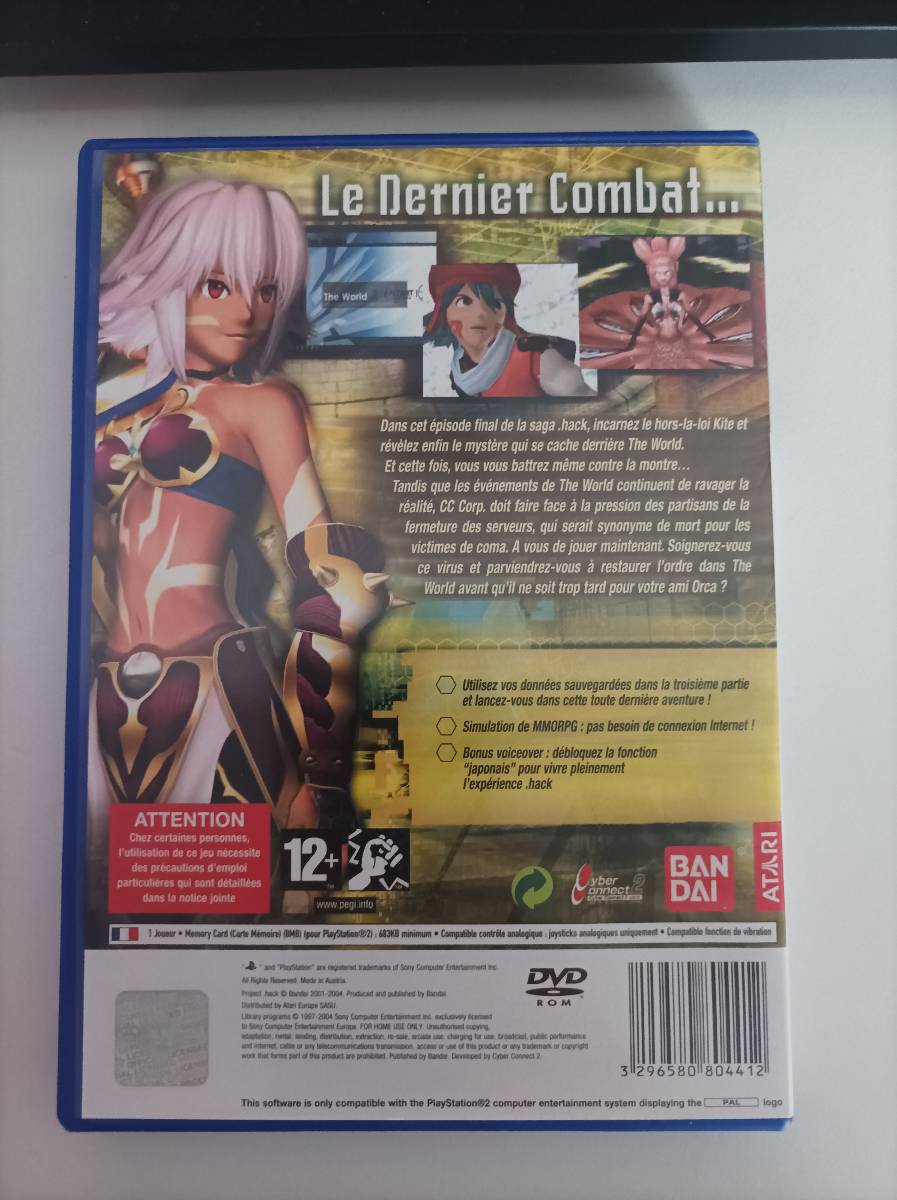 Le Dernier Combat...
The World
Dans cet épisode final de la saga .hack, incarnez le hors-la-loi Kite et
révèlez enfin le mystère qui se cache derrière The World.
Et cette fois, vous vous battrez même contre la montre...
Tandis que les événements de The World continuent de ravager la
réalité, CC Corp. doit faire face à la pression des partisans de la
fermeture des serveurs, qui serait synonyme de mort pour les
victimes de coma. A vous de jouer maintenant. Soignerez-vous
ce virus et parviendrez-vous à restaurer l'ordre dans The
World avant qu'il ne soit trop tard pour votre ami Orca ?
Utilisez vos données sauvegardées dans la troisième partie
et lancez-vous dans cette toute dernière aventure !
Simulation de MMORPG : pas besoin de connexion Internet !
Bonus voiceover : débloquez la fonction
"japonais" pour vivre pleinement
l'expérience .hack
ATTENTION
Chez certaines personnes,
l'utilisation de ce jeu nécessite
des précautions d'emploi
particulières qui sont détaillées
dans la notice jointe
12+
www.pegi.info
Cyber
Connect 2
BAN
DAI
ATARI
1 Joueur • Memory Card (Carte Mémoire) (8MB) (pour PlayStation®2) : 683KB minimum • Compatible contrôle analogique : joysticks analogiques uniquement • Compatible fonction de vibration
" " and "PlayStation" are registered trademarks of Sony Computer Entertainment Inc.
All Rights Reserved. Made in Austria.
Project .hack © Bandai 2001-2004. Produced and published by Bandai.
Distributed by Atari Europe SASU.
Library programs © 1997-2004 Sony Computer Entertainment Inc. exclusively licensed
to Sony Computer Entertainment Europe. FOR HOME USE ONLY. Unauthorised copying,
adaptation, rental, lending, distribution, extraction, re-sale, arcade use, charging for use, broadcast, public performance
and internet, cable or any telecommunications transmission, access or use of this product or any trademark or copyright
work that forms part of this product are prohibited. Published by Bandai. Developed by Cyber Connect 2.
DVD
ROM
3 296580 804412
This software is only compatible with the PlayStation®2 computer entertainment system displaying the PAL logo